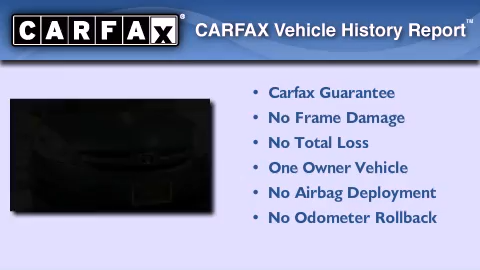 CARFAX® CARFAX Vehicle History Report™
• Carfax Guarantee
• No Frame Damage
• No Total Loss
• One Owner Vehicle
• No Airbag Deployment
• No Odometer Rollback